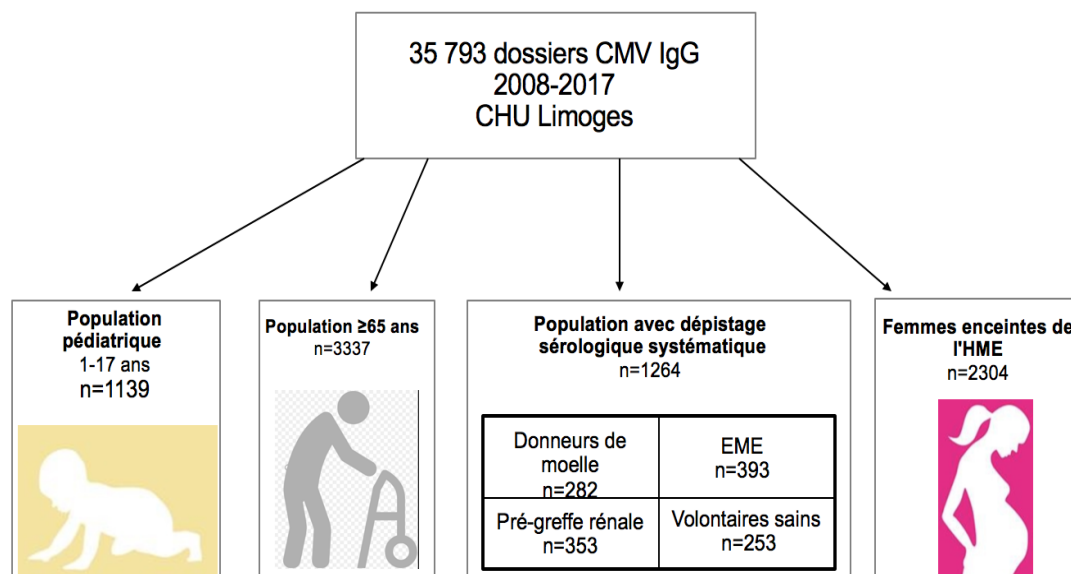 35 793 dossiers CMV IgG
2008-2017
CHU Limoges
Population
pédiatrique
1-17 ans
n=1139
Population ≥65 ans
n=3337
Population avec dépistage
sérologique systématique
n=1264
Donneurs de
moelle
n=282
EME
n=393
Pré-greffe rénale
n=353
Volontaires sains
n=253
Femmes enceintes de
l'HME
n=2304